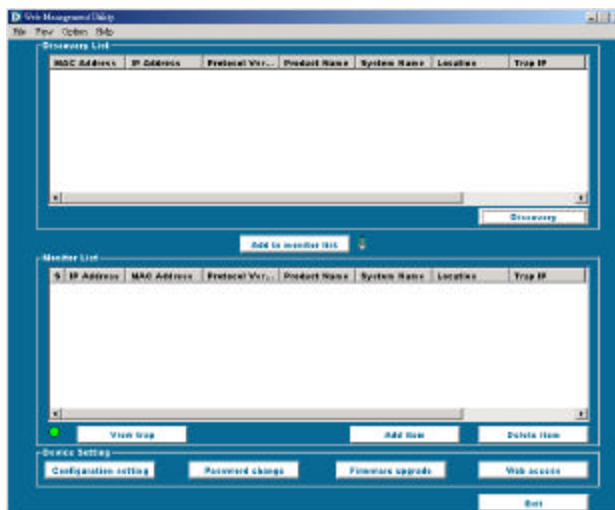 Web Management Utility
File View Option Help
Discovery List
MAC Address IP Address Protocol Ver... Product Name System Name Location Trap IP
Discovery
Add to monitor list
Monitor List
S IP Address MAC Address Protocol Ver... Product Name System Name Location Trap IP
View trap Add Item Delete Item
Device Setting
Configuration setting Password change Firmware upgrade Web access
Exit